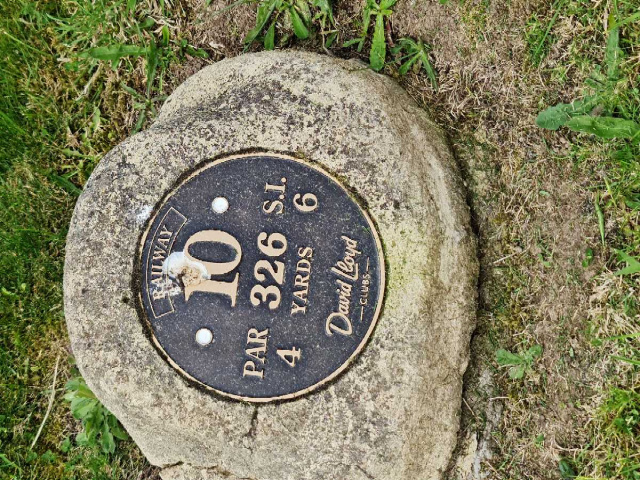 RAILWAY
10
PAR 326 S.I.
4 YARDS 6
David Lloyd
CLUBS